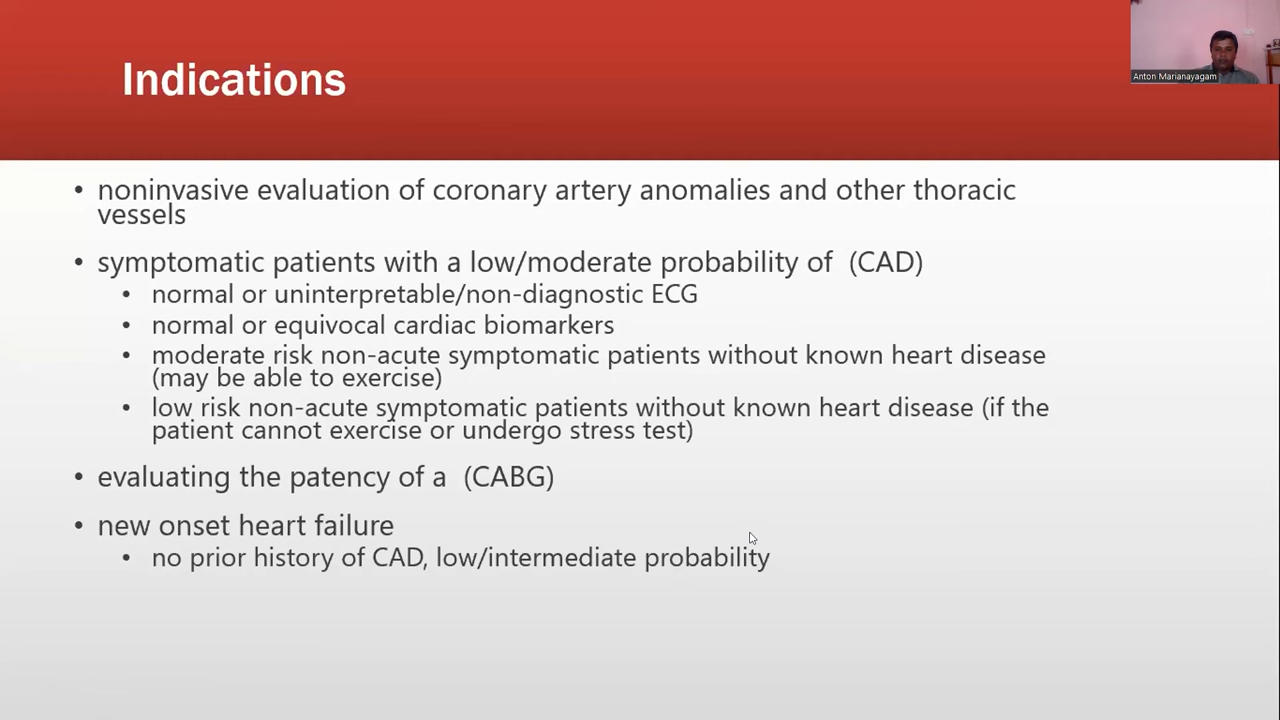 Indications
Anton Marianayagam
• noninvasive evaluation of coronary artery anomalies and other thoracic
vessels
• symptomatic patients with a low/moderate probability of  (CAD)
• normal or uninterpretable/non-diagnostic ECG
• normal or equivocal cardiac biomarkers
• moderate risk non-acute symptomatic patients without known heart disease
(may be able to exercise)
• low risk non-acute symptomatic patients without known heart disease (if the
patient cannot exercise or undergo stress test)
• evaluating the patency of a  (CABG)
• new onset heart failure
• no prior history of CAD, low/intermediate probability